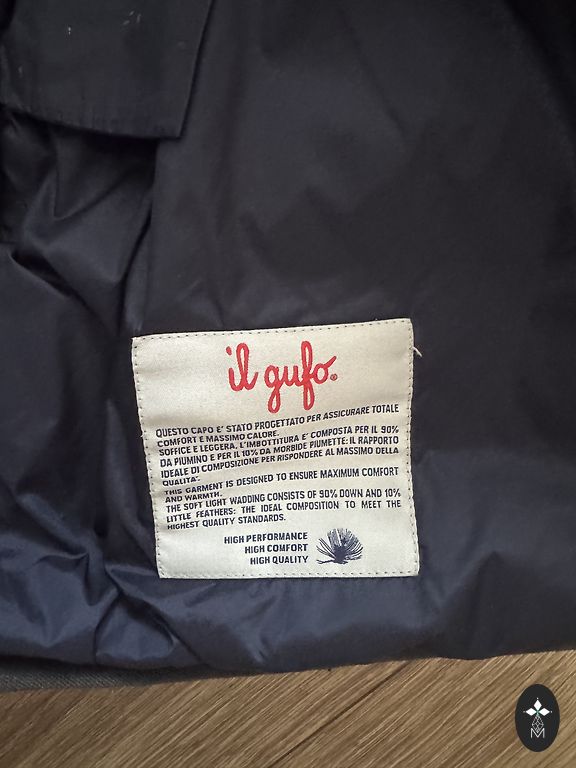 il gufo®
QUESTO CAPO E' STATO PROGETTATO PER ASSICURARE TOTALE
COMFORT E MASSIMO CALORE.
SOFFICE E LEGGERA. L'IMBOTTITURA E' COMPOSTA PER IL 90%
DA PIUMINO E PER IL 10% DA MORBIDE PIUMETTE: IL RAPPORTO
IDEALE DI COMPOSIZIONE PER RISPONDERE AL MASSIMO DELLA
QUALITA'.
THIS GARMENT IS DESIGNED TO ENSURE MAXIMUM COMFORT
AND WARMTH.
THE SOFT LIGHT WADDING CONSISTS OF 90% DOWN AND 10%
LITTLE FEATHERS: THE IDEAL COMPOSITION TO MEET THE
HIGHEST QUALITY STANDARDS.
HIGH PERFORMANCE
HIGH COMFORT
HIGH QUALITY
M